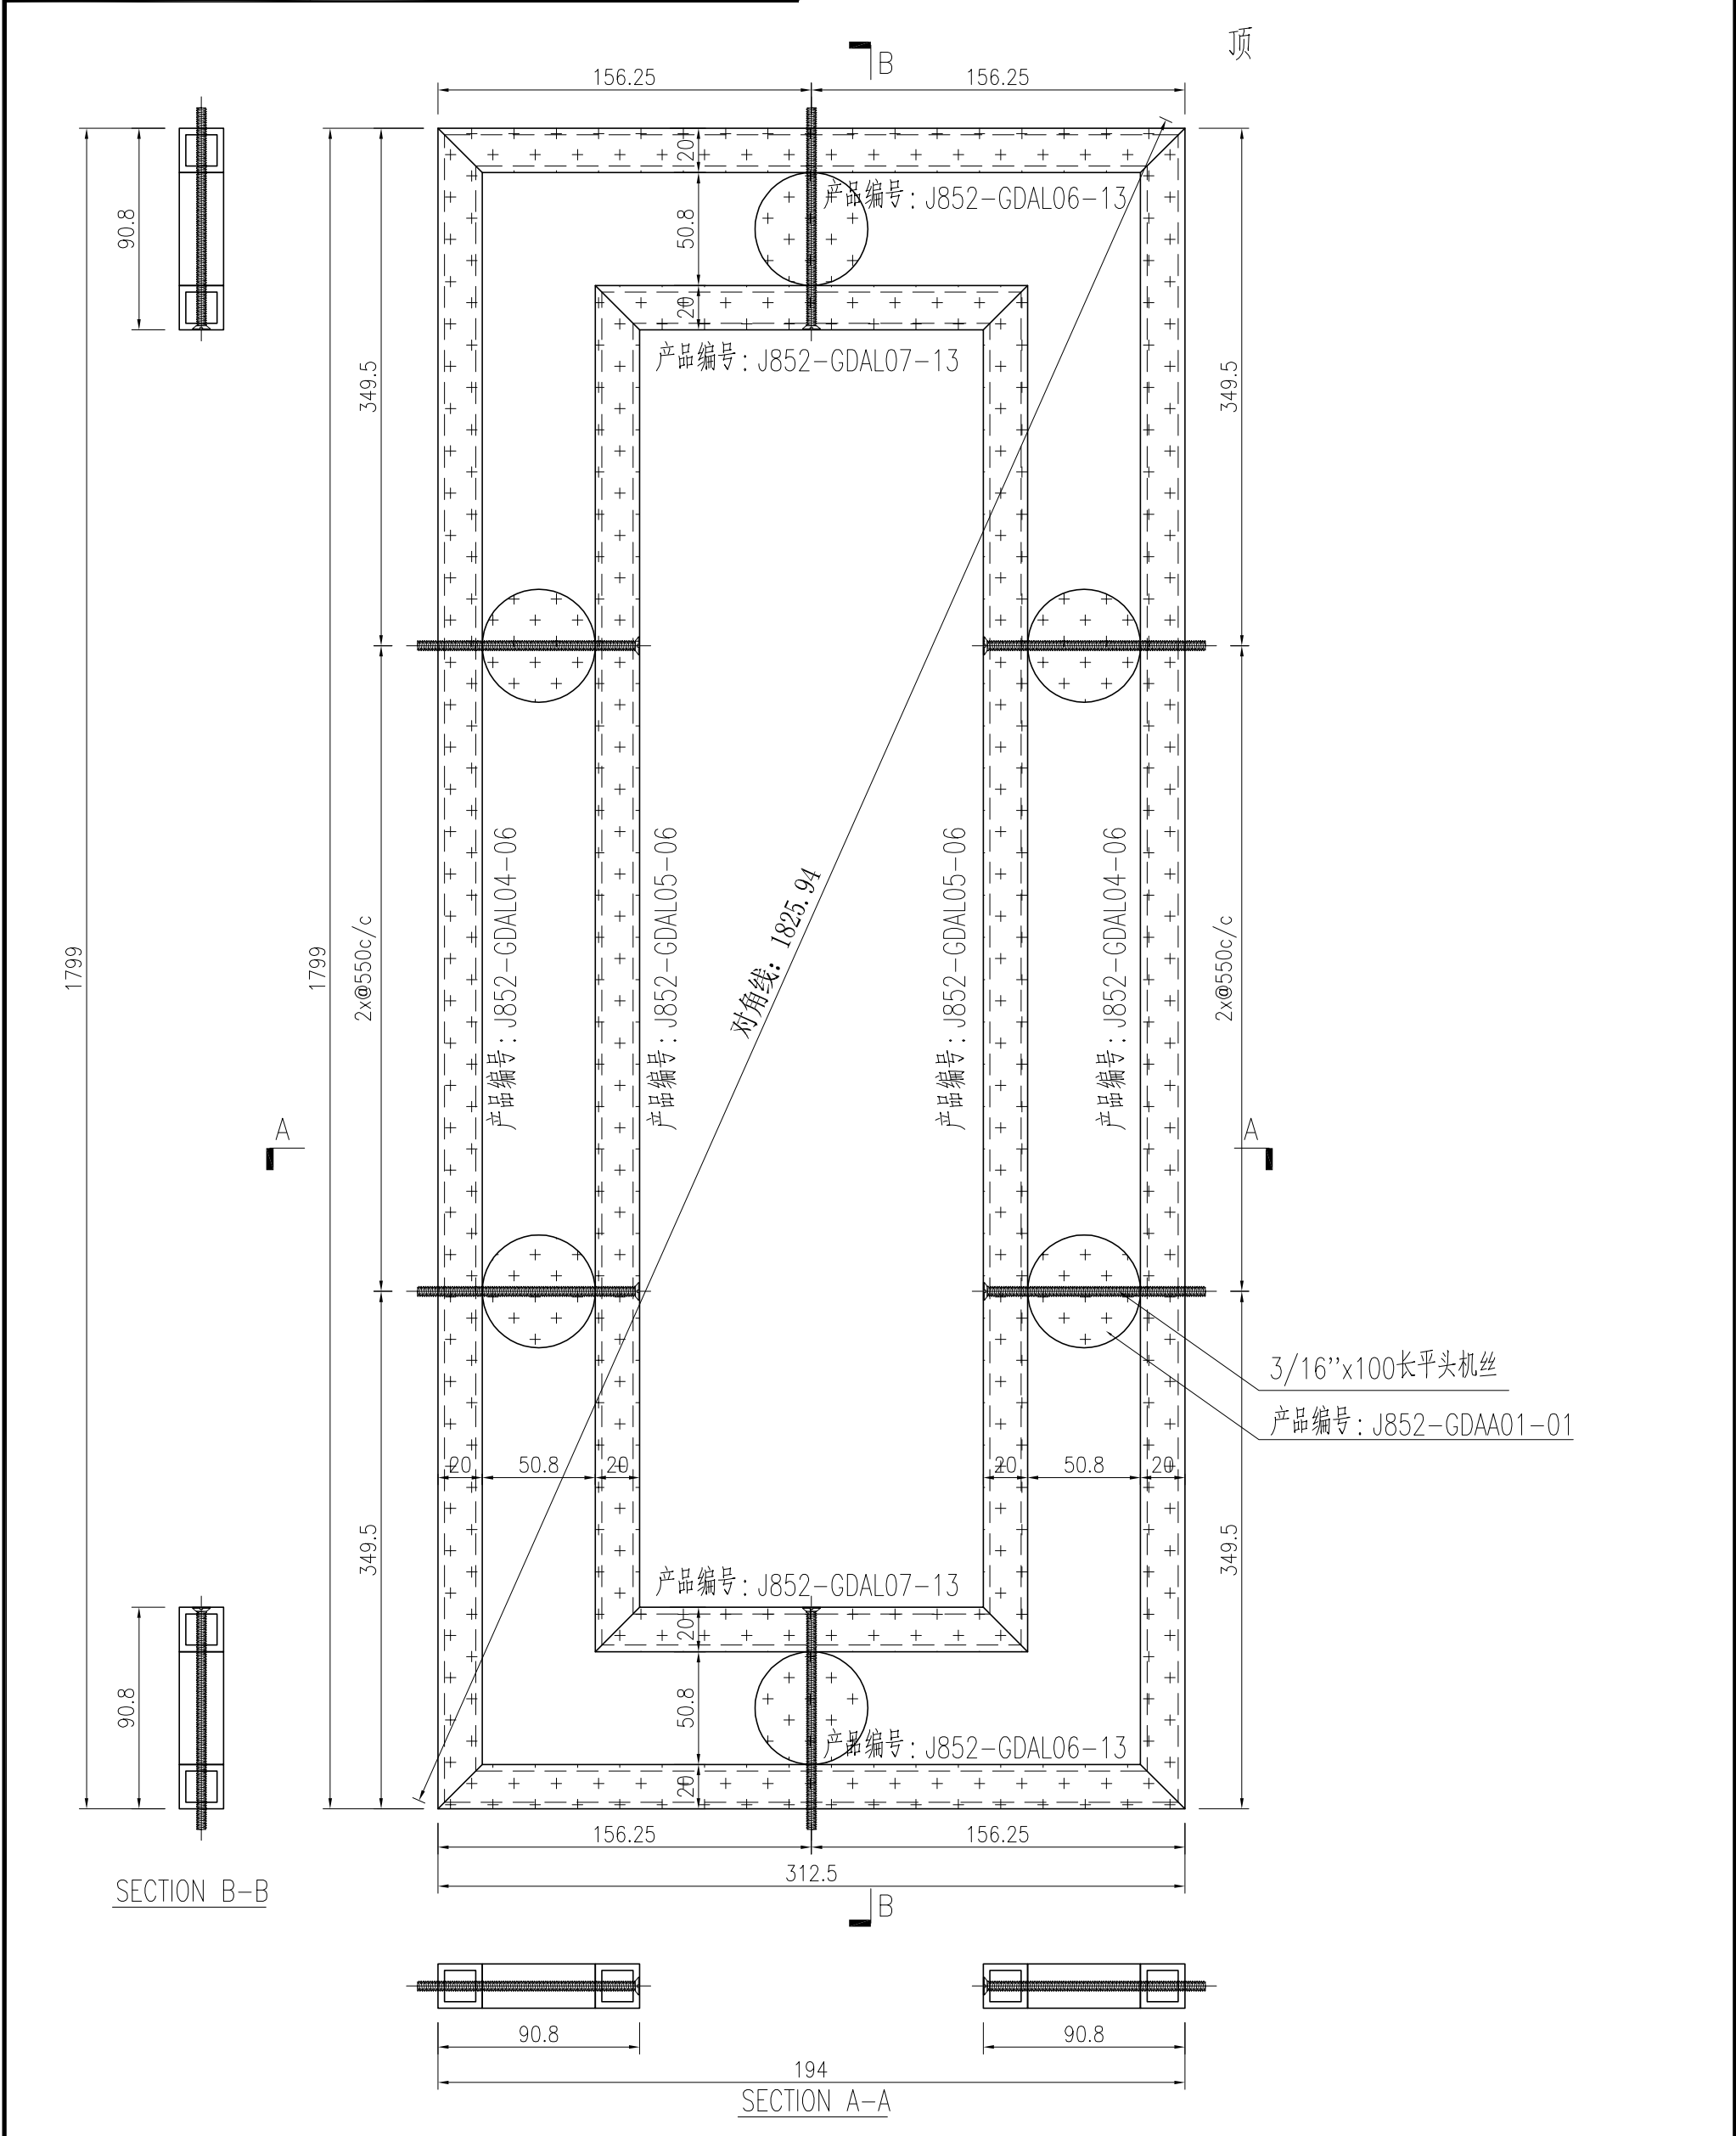 顶
B
156.25
156.25
20
产品编号：J852-GDAL06-13
90.8
50.8
20
产品编号：J852-GDAL07-13
349.5
349.5
产品编号：J852-GDAL04-06
产品编号：J852-GDAL05-06
对角线：1825.94
产品编号：J852-GDAL05-06
产品编号：J852-GDAL04-06
1799
1799
2x@550c/c
2x@550c/c
A
A
3/16''x100长平头机丝
产品编号：J852-GDAA01-01
20
50.8
20
20
50.8
20
349.5
349.5
产品编号：J852-GDAL07-13
20
90.8
50.8
产品编号：J852-GDAL06-13
20
156.25
156.25
312.5
SECTION B-B
B
90.8
90.8
194
SECTION A-A